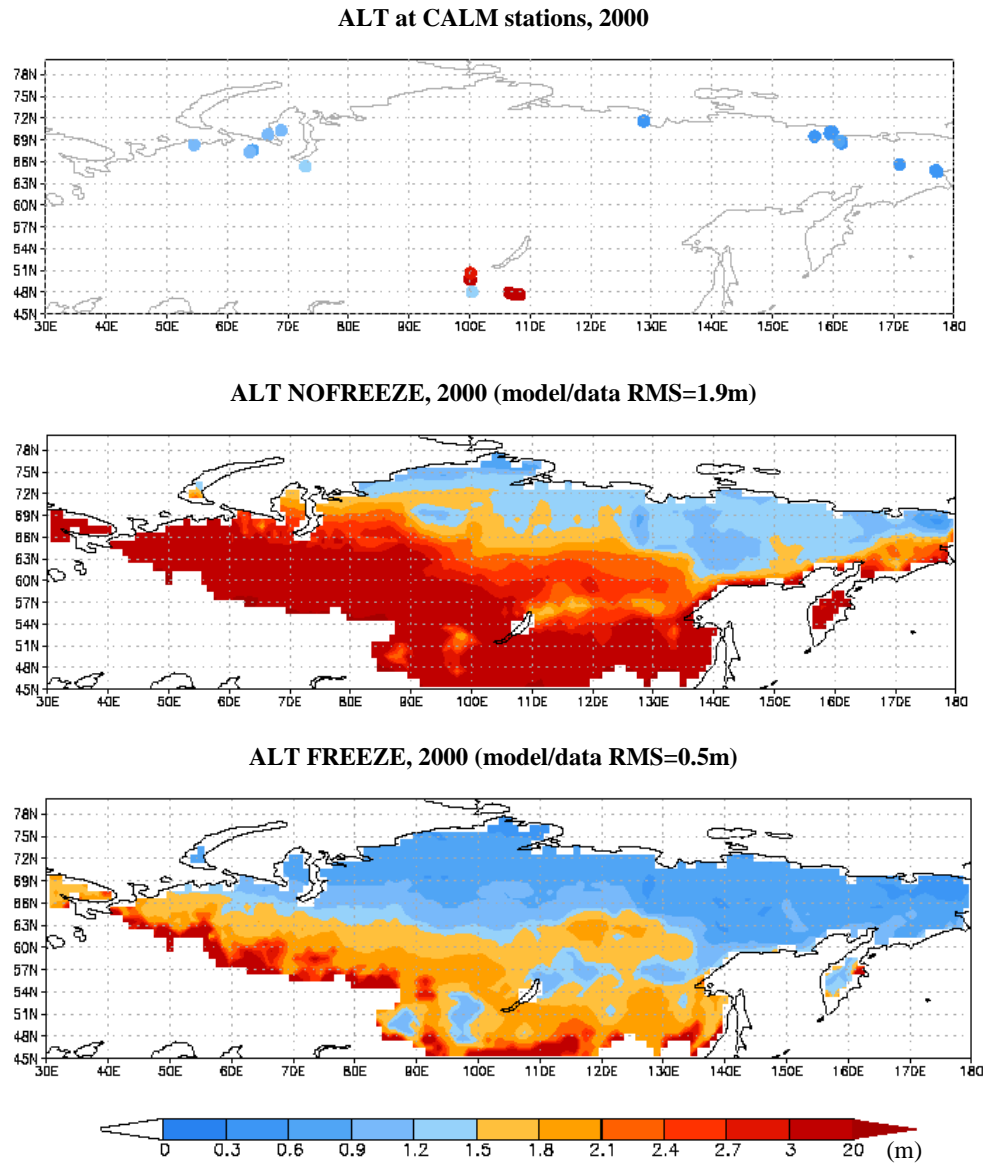 ALT at CALM stations, 2000
78N
75N
72N
69N
66N
63N
60N
57N
54N
51N
48N
45N
30E 40E 50E 60E 70E 80E 90E 100E 110E 120E 130E 140E 150E 160E 170E 180
ALT NOFREEZE, 2000 (model/data RMS=1.9m)
78N
75N
72N
69N
66N
63N
60N
57N
54N
51N
48N
45N
30E 40E 50E 60E 70E 80E 90E 100E 110E 120E 130E 140E 150E 160E 170E 180
ALT FREEZE, 2000 (model/data RMS=0.5m)
78N
75N
72N
69N
66N
63N
60N
57N
54N
51N
48N
45N
30E 40E 50E 60E 70E 80E 90E 100E 110E 120E 130E 140E 150E 160E 170E 180
0 0.3 0.6 0.9 1.2 1.5 1.8 2.1 2.4 2.7 3 20 (m)